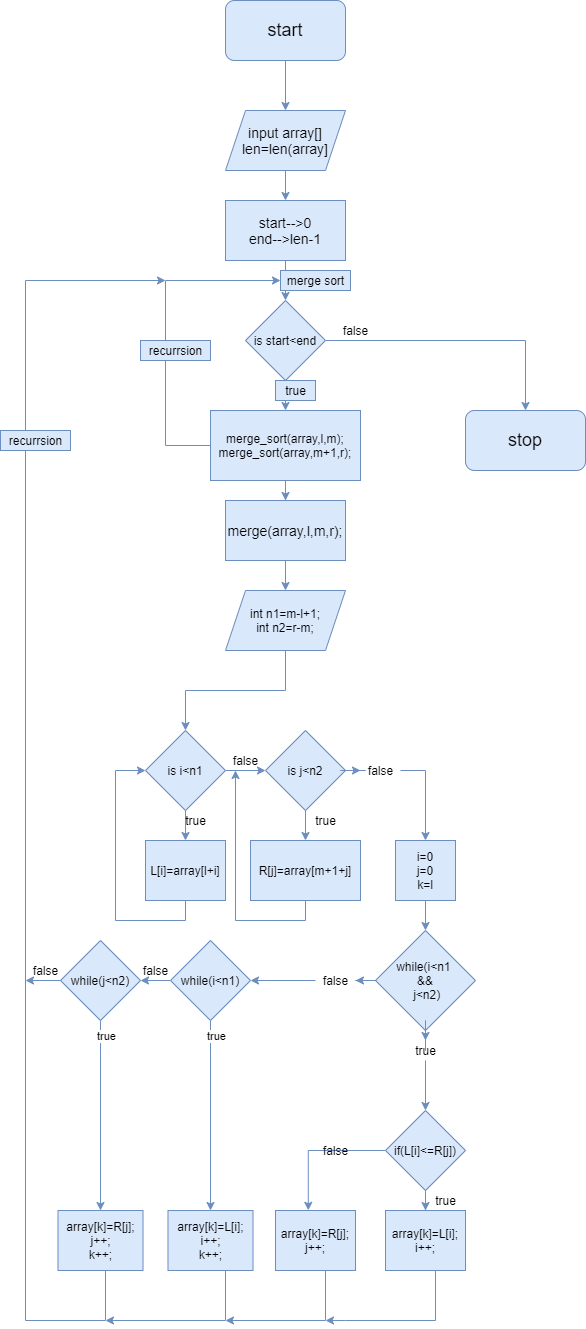 start
input array[]
len=len(array]
start-->0
end-->len-1
merge sort
is start<end
false
recurrsion
true
stop
recurrsion
merge_sort(array,l,m);
merge_sort(array,m+1,r);
merge(array,l,m,r);
int n1=m-l+1;
int n2=r-m;
is i<n1
false
is j<n2
false
true
true
L[i]=array[l+i]
R[j]=array[m+1+j]
i=0
j=0
k=l
false
while(j<n2)
false
while(i<n1)
false
while(i<n1
&&
j<n2)
true
true
true
false
if(L[i]<=R[j])
true
array[k]=R[j];
j++;
k++;
array[k]=L[i];
i++;
k++;
array[k]=R[j];
j++;
array[k]=L[i];
i++;